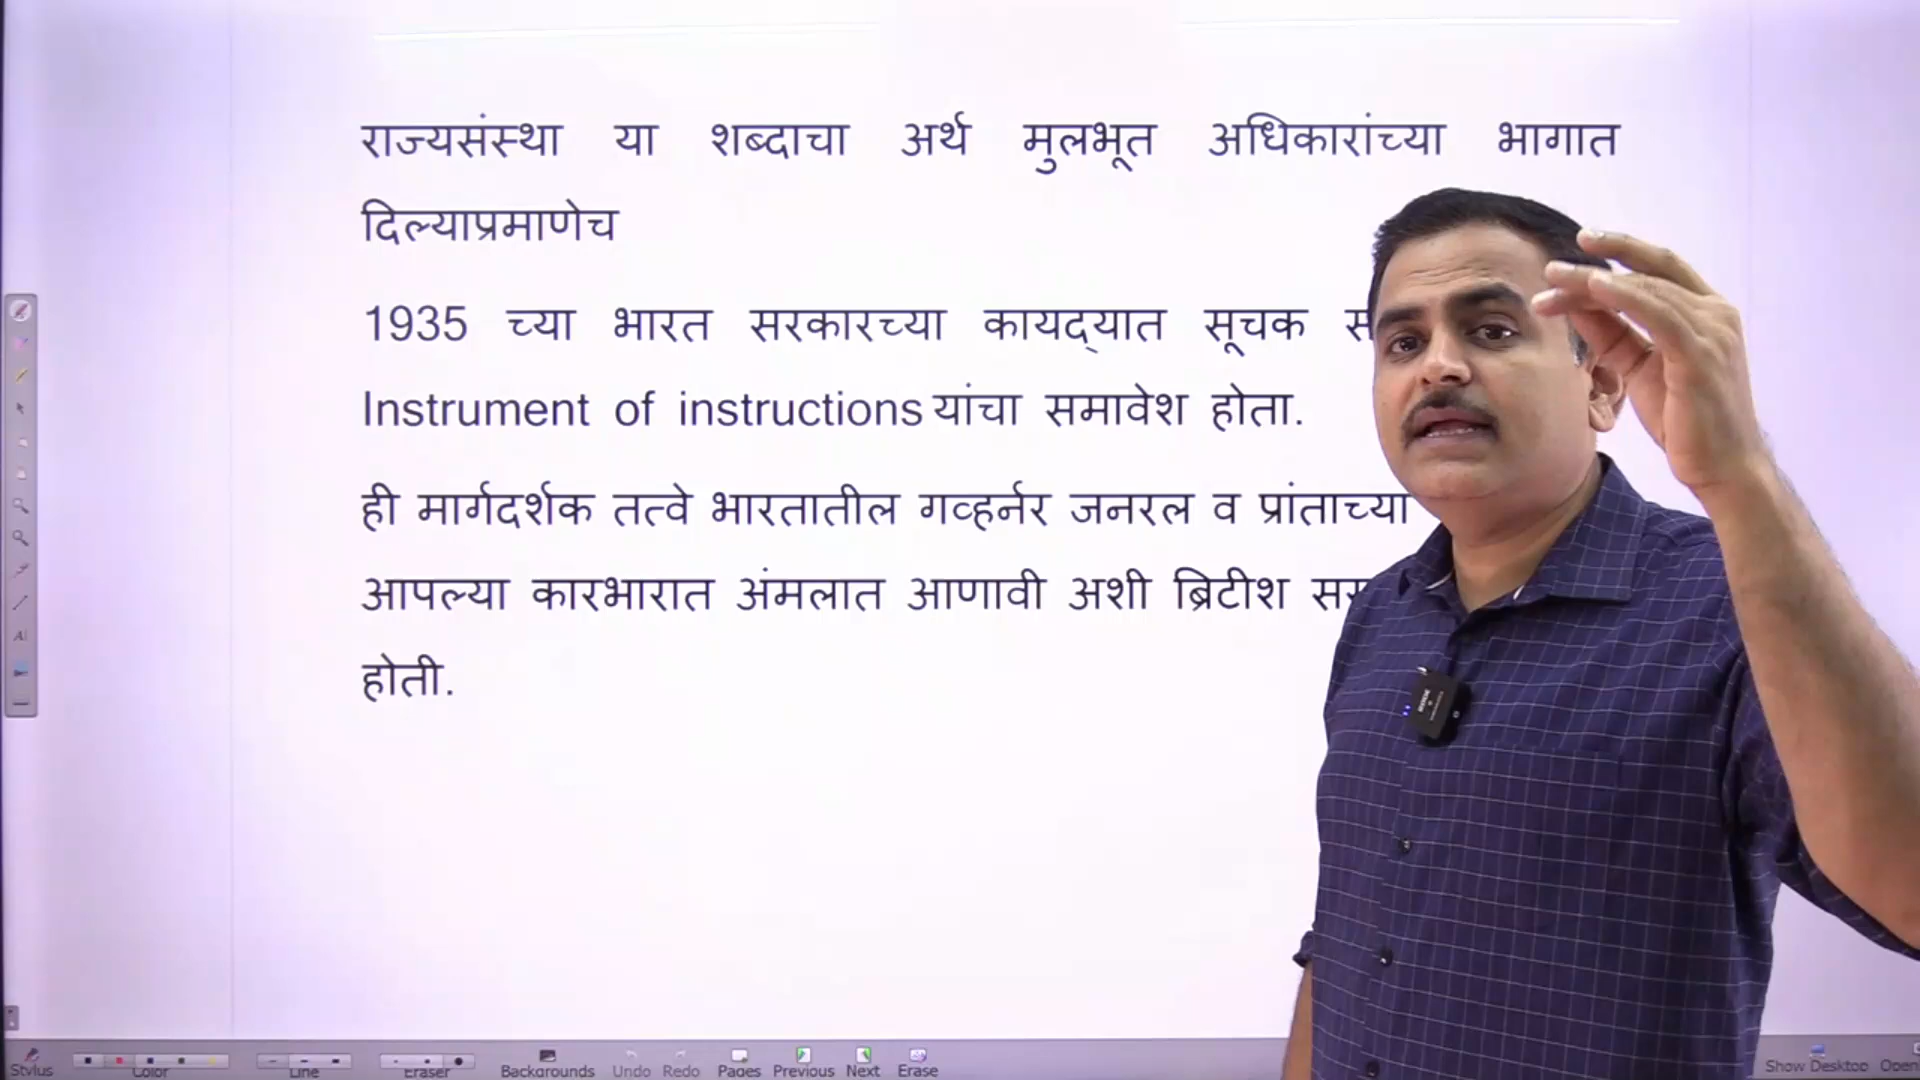 राज्यसंस्था या शब्दाचा अर्थ मुलभूत अधिकारांच्या भागात
दिल्याप्रमाणेच
1935 च्या भारत सरकारच्या कायद्‌यात सूचक
Instrument of instructions यांचा समावेश होता.
ही मार्गदर्शक तत्वे भारतातील गव्हर्नर जनरल व प्रांताच्या
आपल्या कारभारात अंमलात आणावी अशी ब्रिटीश
होती.
Stylus Color Line Eraser Backgrounds Undo Redo Pages Previous Next Erase Show Desktop Open